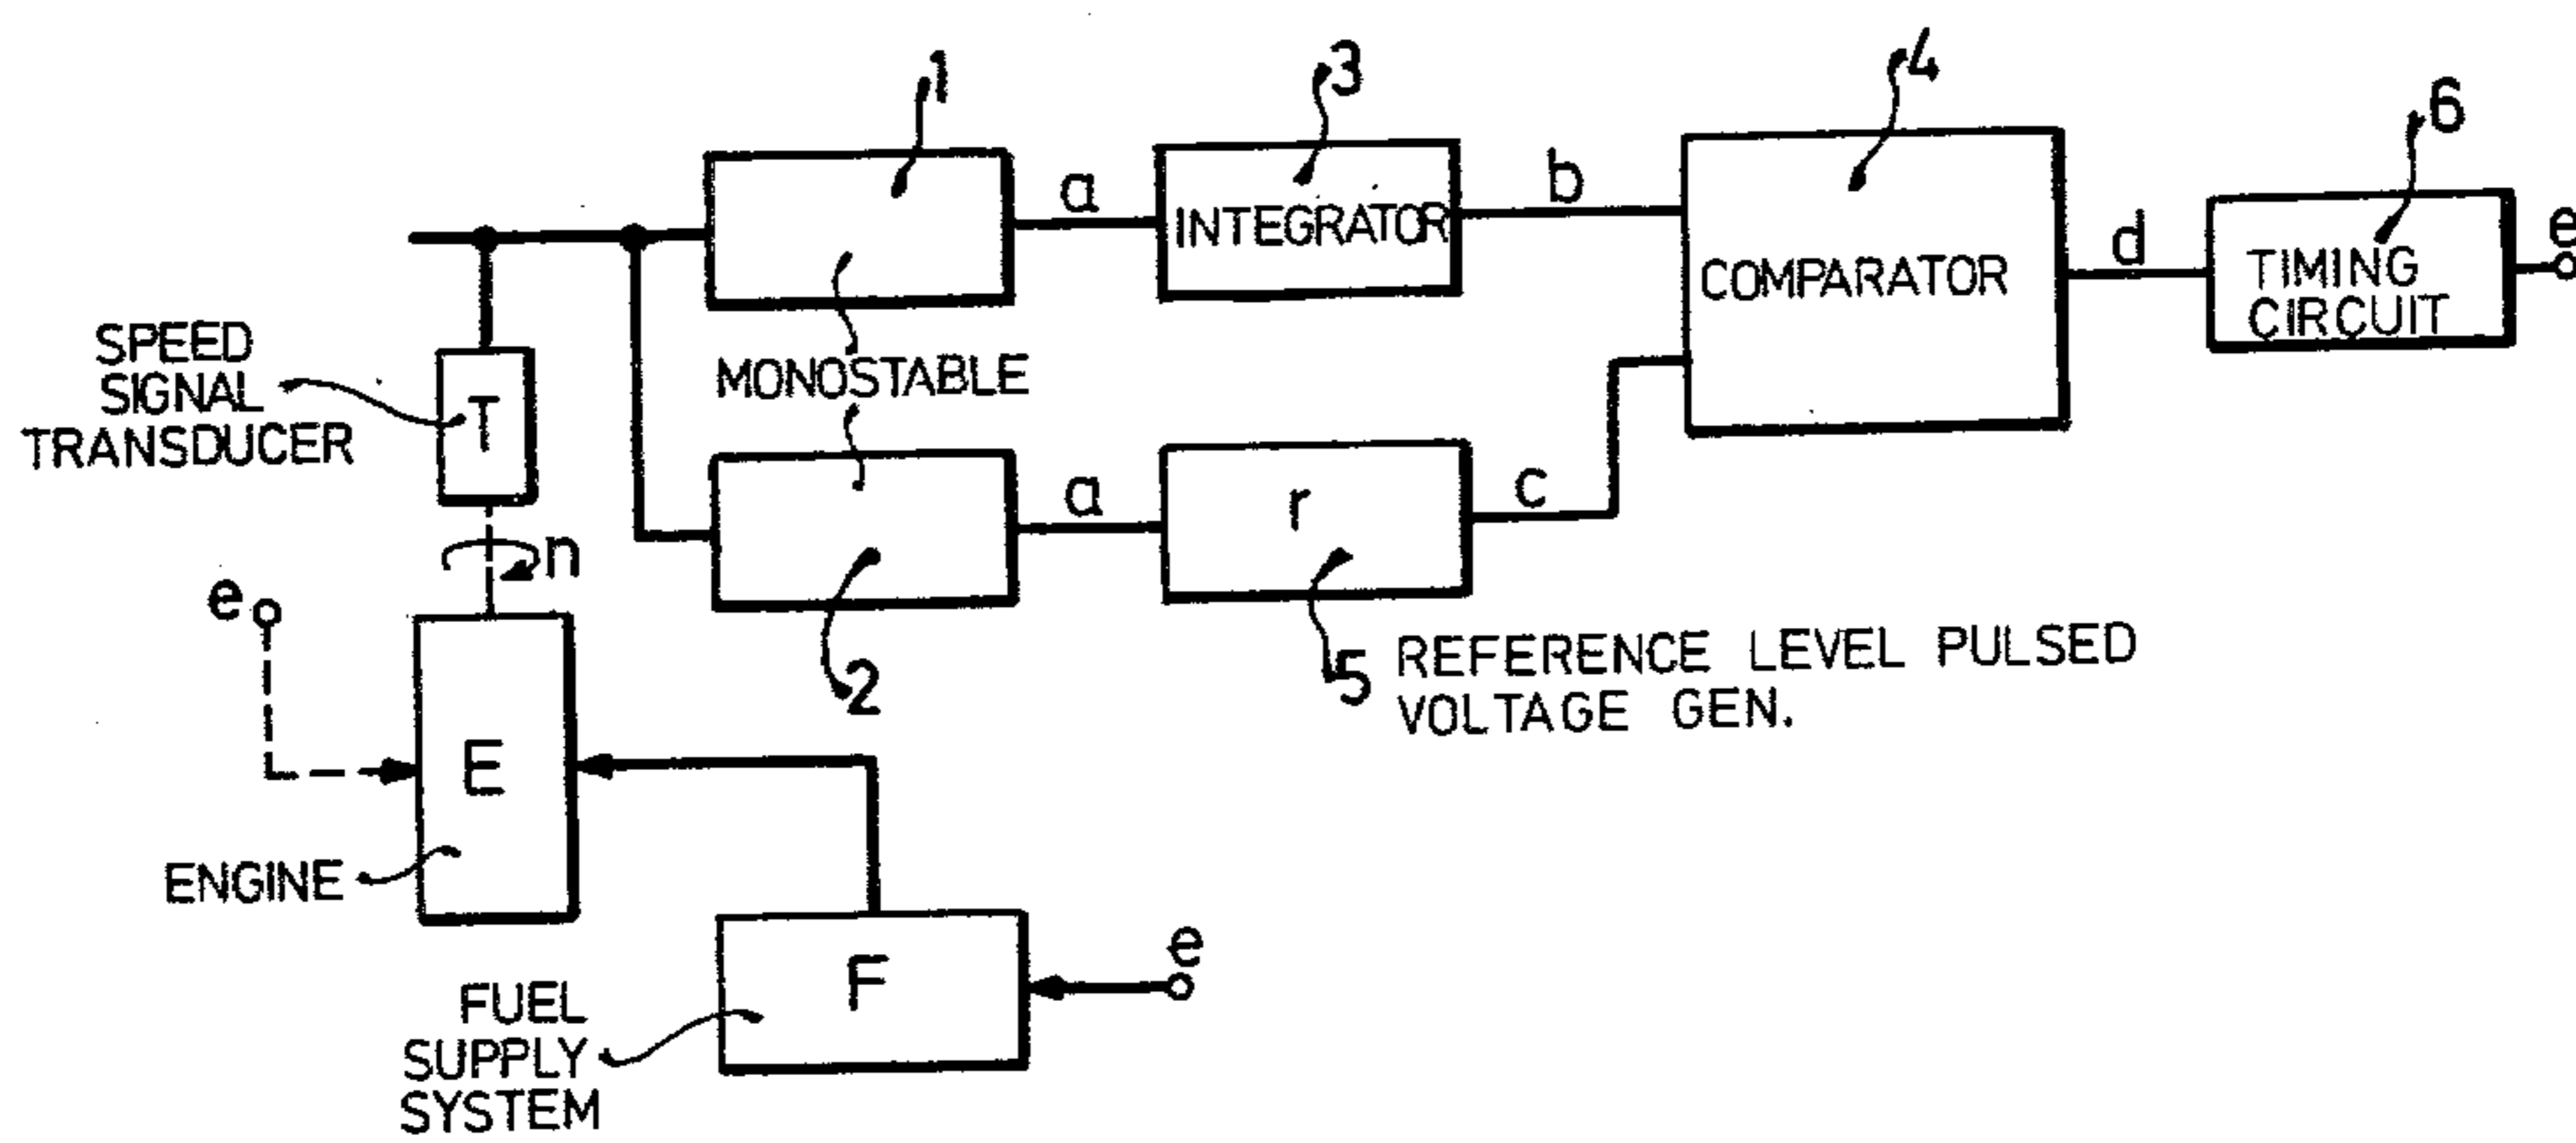 1
3
4
6
a
b
INTEGRATOR
COMPARATOR
d
e
TIMING
CIRCUIT
SPEED
SIGNAL
TRANSDUCER
T
MONOSTABLE
a
r
c
n
2
5
REFERENCE LEVEL PULSED
VOLTAGE GEN.
e
E
ENGINE
F
e
FUEL
SUPPLY
SYSTEM